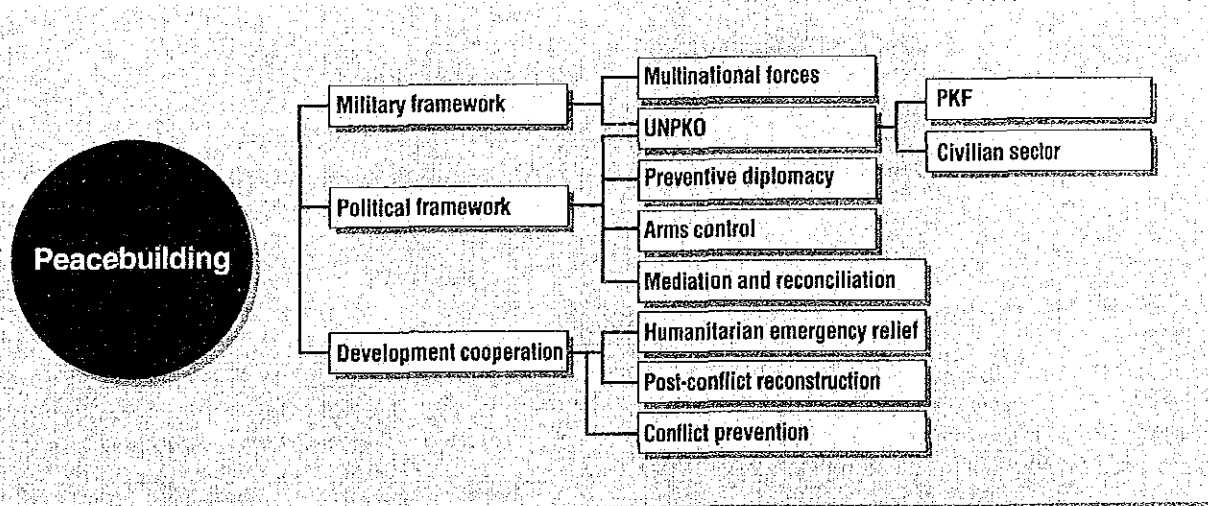 Peacebuilding
Military framework
Political framework
Development cooperation
Multinational forces
UNPKO
Preventive diplomacy
Arms control
Mediation and reconciliation
Humanitarian emergency relief
Post-conflict reconstruction
Conflict prevention
PKF
Civilian sector